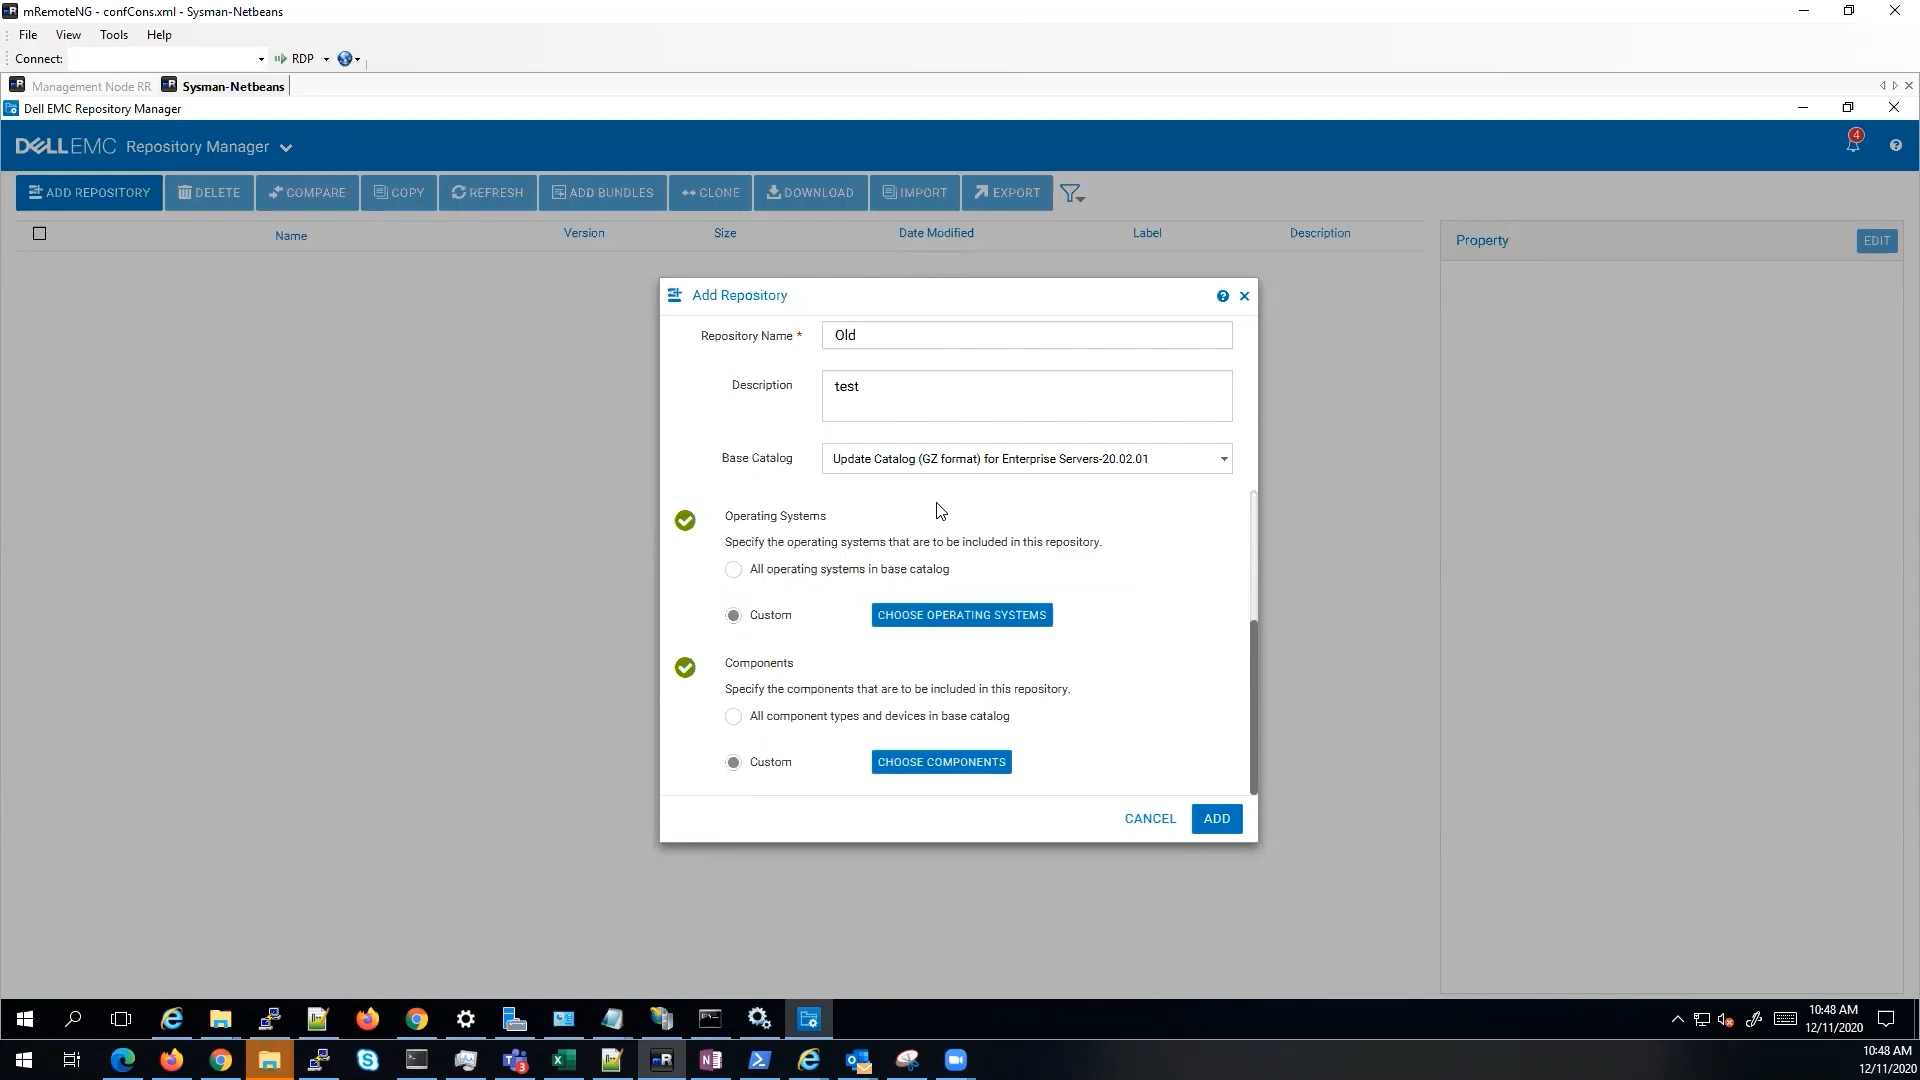 mRemoteNG - confCons.xml - Sysman-Netbeans
File View Tools Help
Connect: RDP
Management Node RR Sysman-Netbeans
Dell EMC Repository Manager
DELLEMC Repository Manager 4
ADD REPOSITORY DELETE COMPARE COPY REFRESH ADD BUNDLES CLONE DOWNLOAD IMPORT EXPORT
Name Version Size Date Modified Label Description
Property EDIT
Add Repository
Repository Name * Old
Description test
Base Catalog Update Catalog (GZ format) for Enterprise Servers-20.02.01
Operating Systems
Specify the operating systems that are to be included in this repository.
All operating systems in base catalog
Custom CHOOSE OPERATING SYSTEMS
Components
Specify the components that are to be included in this repository.
All component types and devices in base catalog
Custom CHOOSE COMPONENTS
CANCEL ADD
10:48 AM
12/11/2020
10:48 AM
12/11/2020